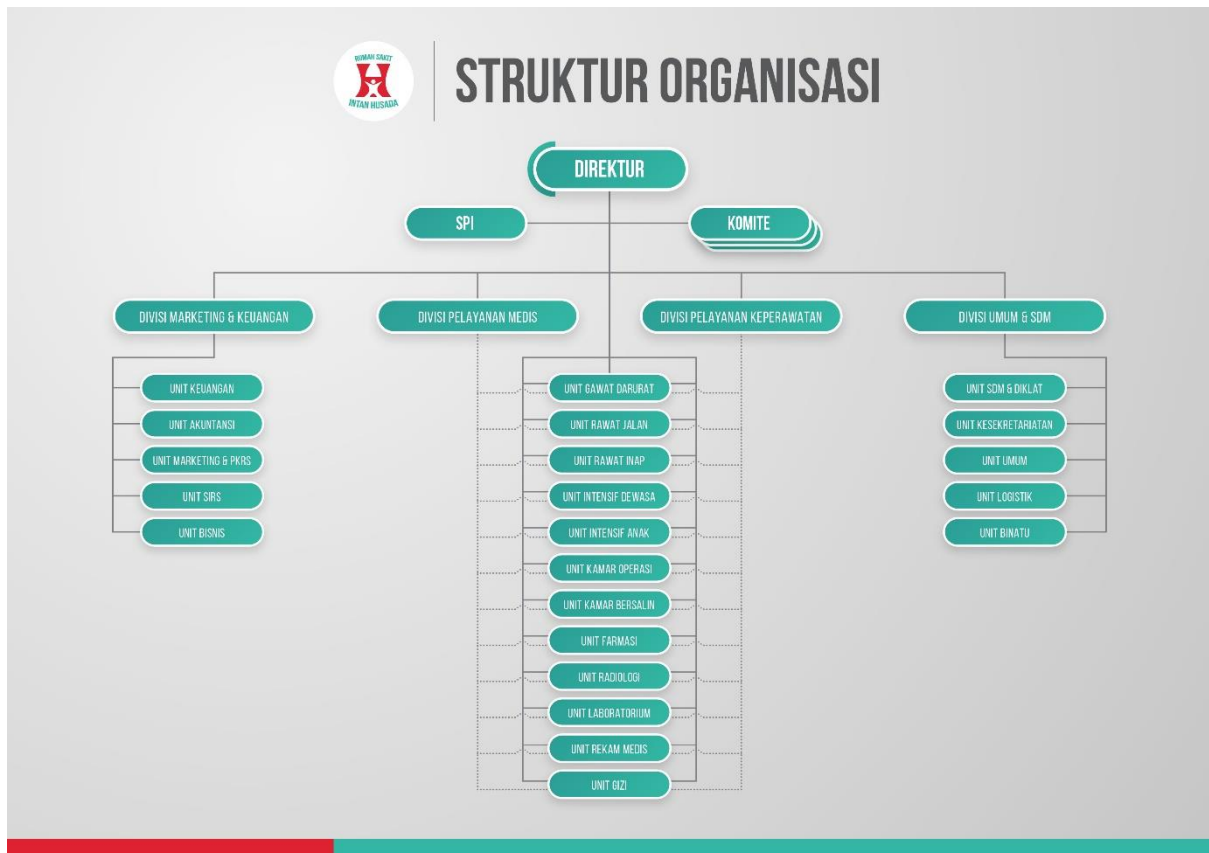 RUMAH SAKIT
INTAN HUSADA
STRUKTUR ORGANISASI
DIREKTUR
SPI
KOMITE
DIVISI MARKETING & KEUANGAN
DIVISI PELAYANAN MEDIS
DIVISI PELAYANAN KEPERAWATAN
DIVISI UMUM & SDM
UNIT KEUANGAN
UNIT AKUNTANSI
UNIT MARKETING & PKRS
UNIT SIRS
UNIT BISNIS
UNIT GAWAT DARURAT
UNIT RAWAT JALAN
UNIT RAWAT INAP
UNIT INTENSIF DEWASA
UNIT INTENSIF ANAK
UNIT KAMAR OPERASI
UNIT KAMAR BERSALIN
UNIT FARMASI
UNIT RADIOLOGI
UNIT LABORATORIUM
UNIT REKAM MEDIS
UNIT GIZI
UNIT SDM & DIKLAT
UNIT KESEKRETARIATAN
UNIT UMUM
UNIT LOGISTIK
UNIT BINATU